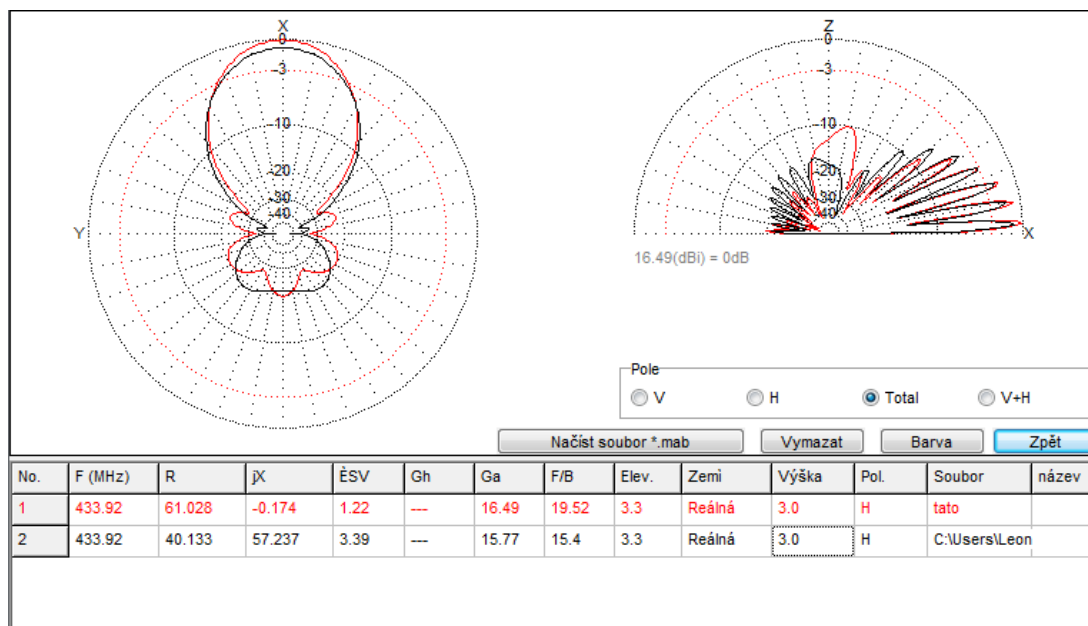 X
0
-3
-10
-20
-30
-40
Y
Z
0
-3
-10
-20
-30
-40
X
16.49(dBi) = 0dB
Pole
V H Total V+H
Načíst soubor *.mab Vymazat Barva Zpět
No. F (MHz) R jX ÈSV Gh Ga F/B Elev. Zemì Výška Pol. Soubor název
1 433.92 61.028 -0.174 1.22 --- 16.49 19.52 3.3 Reálná 3.0 H tato
2 433.92 40.133 57.237 3.39 --- 15.77 15.4 3.3 Reálná 3.0 H C:\Users\Leon